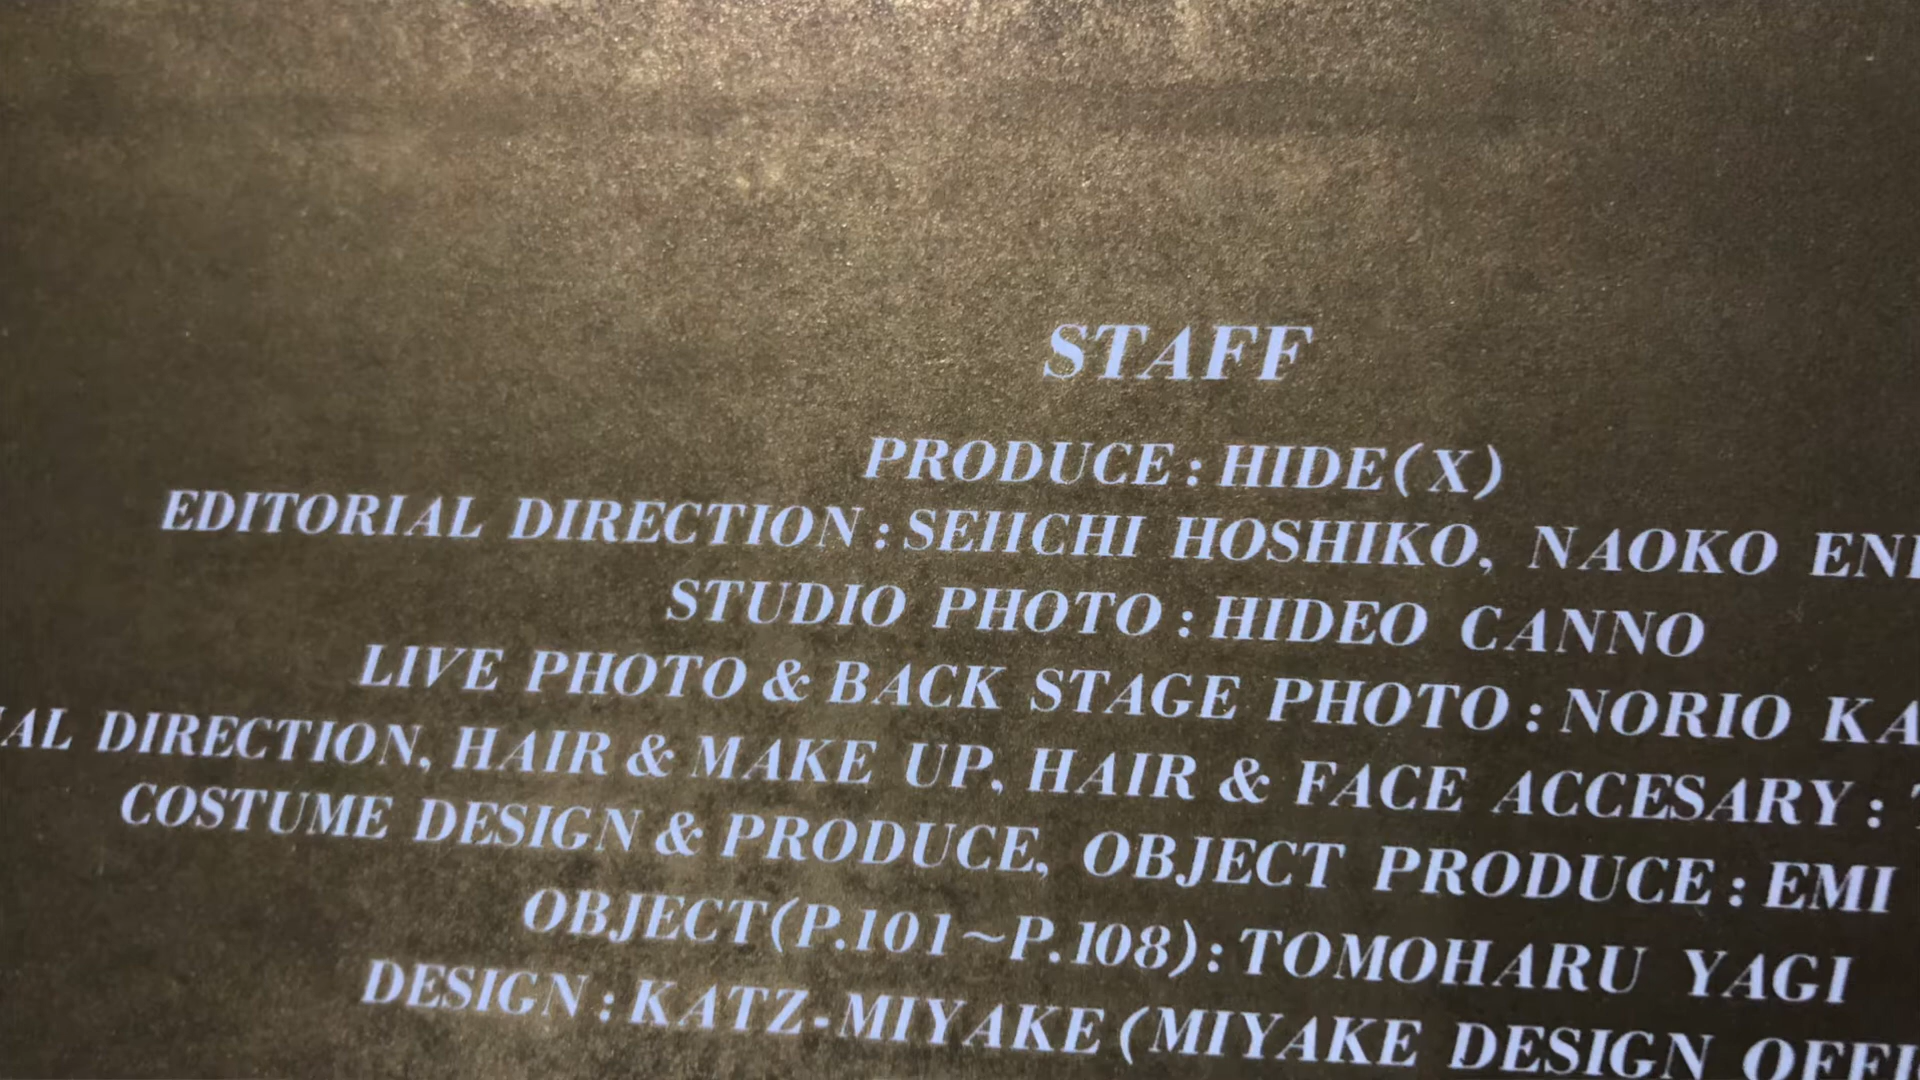 STAFF
PRODUCE : HIDE(X)
EDITORIAL DIRECTION : SEIICHI HOSHIKO, NAOKO
STUDIO PHOTO : HIDEO CANNO
LIVE PHOTO & BACK STAGE PHOTO : NORIO
DIRECTION, HAIR & MAKE UP, HAIR & FACE ACCESARY :
COSTUME DESIGN & PRODUCE, OBJECT PRODUCE : EMI
OBJECT(P.101~P.108) : TOMOHARU YAGI
DESIGN : KATZ-MIYAKE (MIYAKE DESIGN